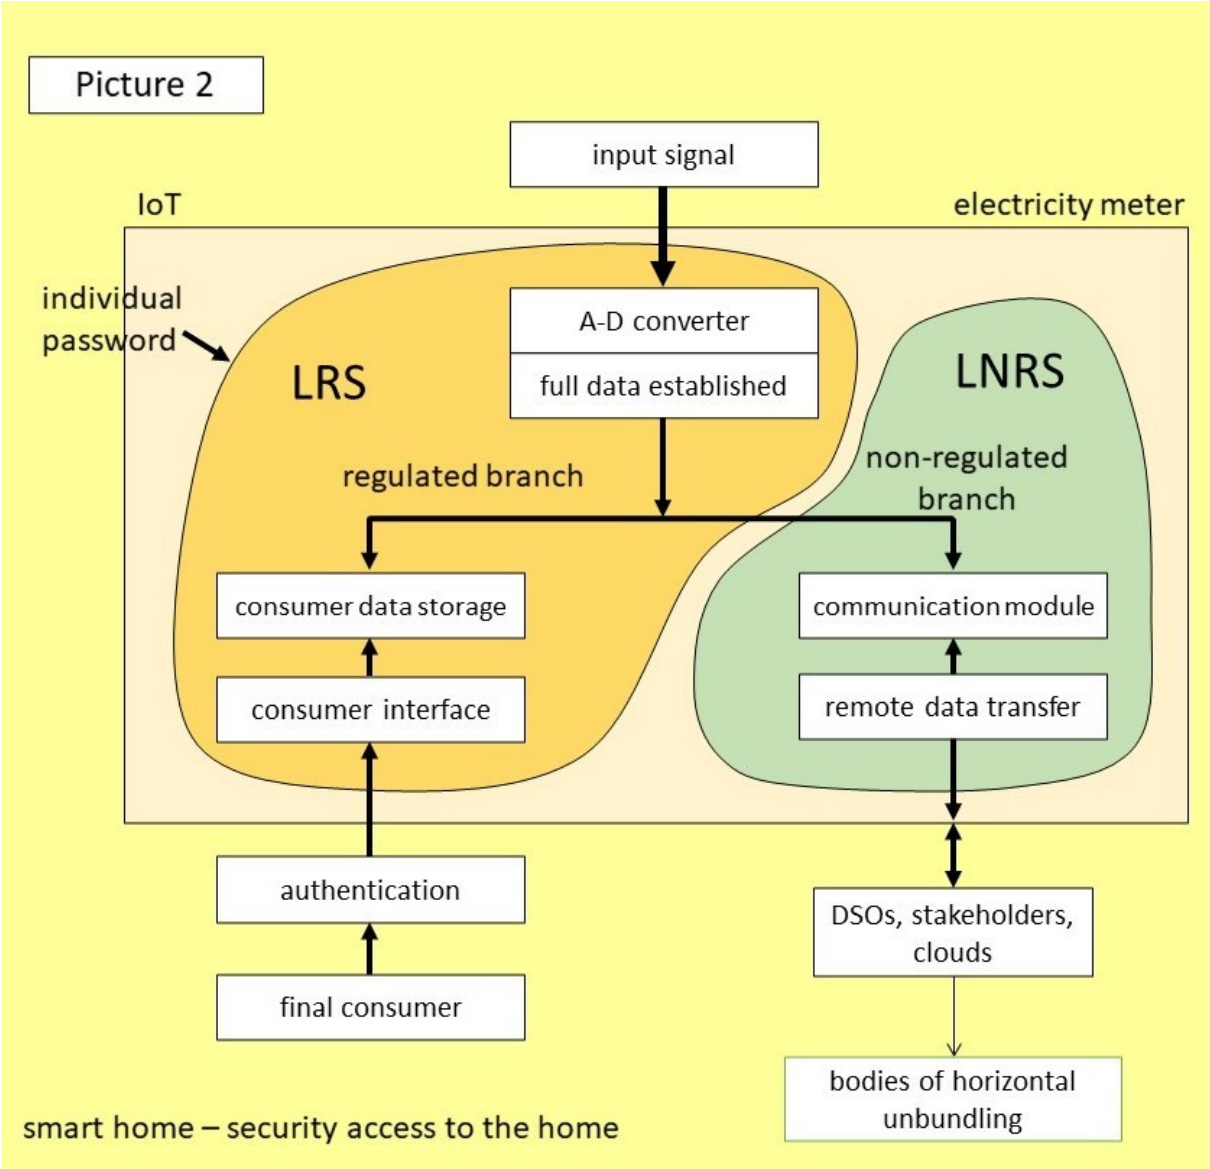 Picture 2
input signal
IoT
electricity meter
individual
password
A-D converter
LRS
full data established
LNRS
regulated branch
non-regulated
branch
consumer data storage
communication module
consumer interface
remote data transfer
authentication
DSOs, stakeholders,
clouds
final consumer
bodies of horizontal
unbundling
smart home – security access to the home